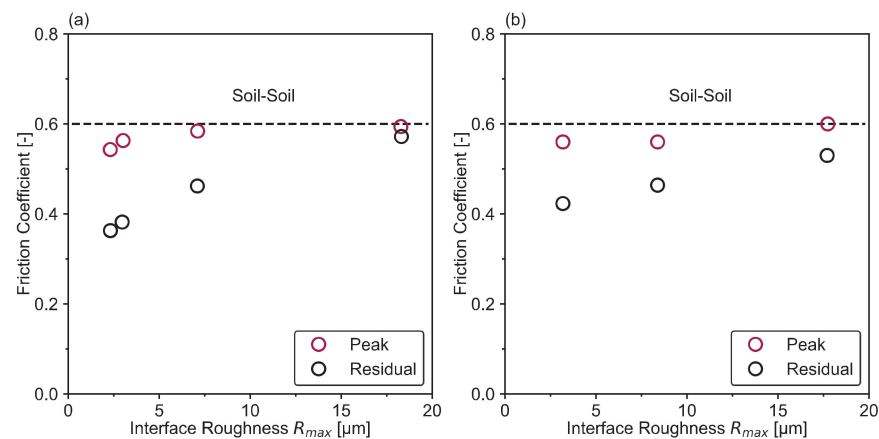 (a)
0.8
0.6
0.4
0.2
0.0
Friction Coefficient [-]
Soil-Soil
Peak
Residual
0 5 10 15 20
Interface Roughness Rmax [µm]
(b)
0.8
0.6
0.4
0.2
0.0
Friction Coefficient [-]
Soil-Soil
Peak
Residual
0 5 10 15 20
Interface Roughness Rmax [µm]